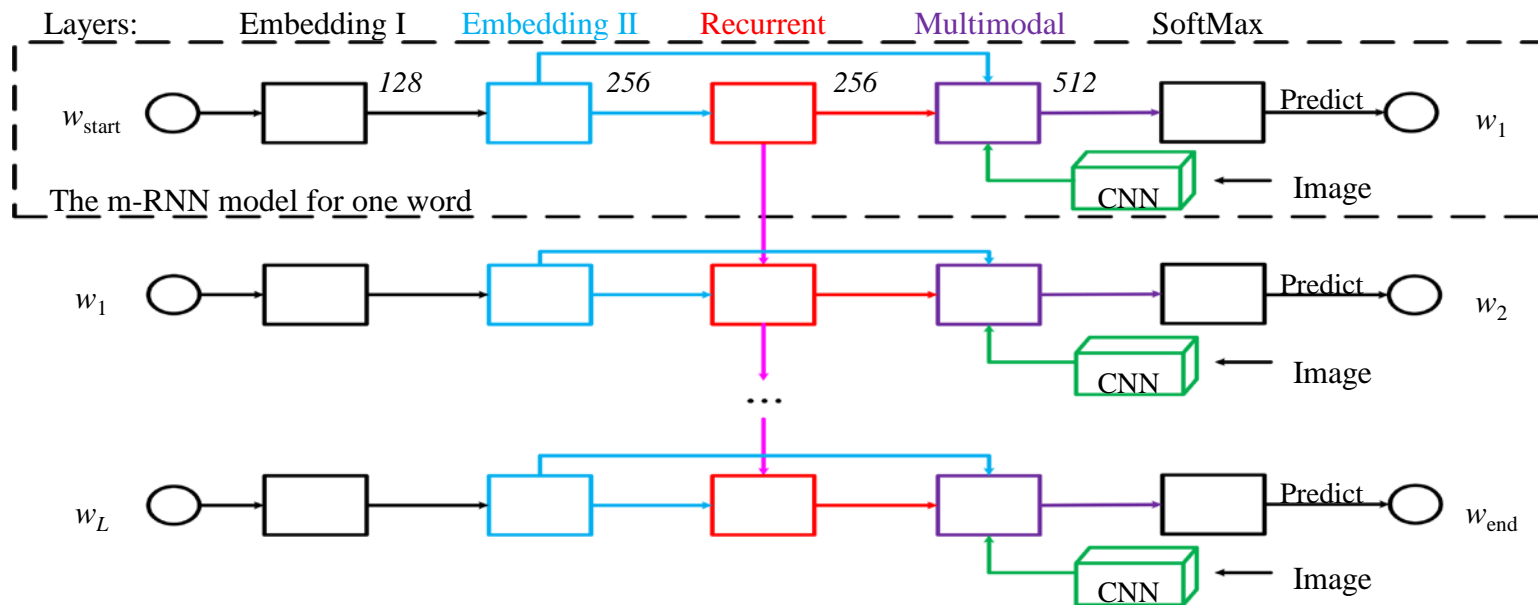 Layers: Embedding I Embedding II Recurrent Multimodal SoftMax
128 256 256 512
w_start Predict w_1
CNN Image
The m-RNN model for one word
w_1 Predict w_2
CNN Image
...
w_L Predict w_end
CNN Image